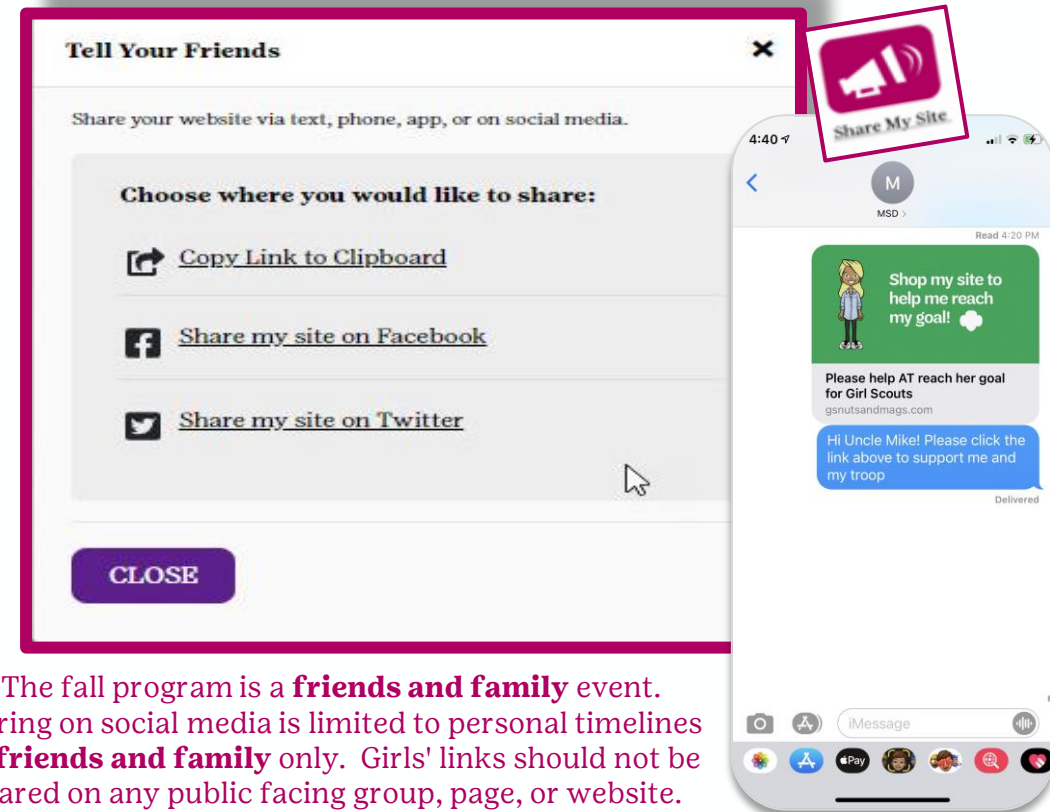 Tell Your Friends
Share your website via text, phone, app, or on social media.
Choose where you would like to share:
Copy Link to Clipboard
Share my site on Facebook
Share my site on Twitter
CLOSE
Share My Site
4:40
M
MSD
Read 4:20 PM
Shop my site to
help me reach
my goal!
Please help AT reach her goal
for Girl Scouts
gsnutsandmags.com
Hi Uncle Mike! Please click the
link above to support me and
my troop
Delivered
iMessage
Pay
The fall program is a friends and family event.
ring on social media is limited to personal timelines
friends and family only. Girls' links should not be
ared on any public facing group, page, or website.